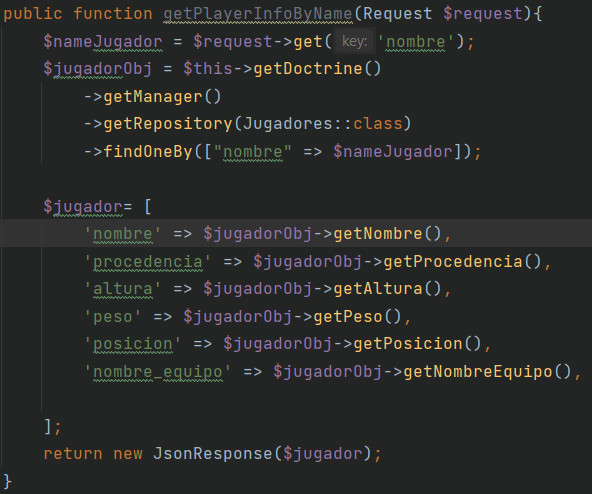 public function getPlayerInfoByName(Request $request){
$nameJugador = $request->get( key: 'nombre');
$jugadorObj = $this->getDoctrine()
->getManager()
->getRepository(Jugadores::class)
->findOneBy(["nombre" => $nameJugador]);
$jugador= [
'nombre' => $jugadorObj->getNombre(),
'procedencia' => $jugadorObj->getProcedencia(),
'altura' => $jugadorObj->getAltura(),
'peso' => $jugadorObj->getPeso(),
'posicion' => $jugadorObj->getPosicion(),
'nombre_equipo' => $jugadorObj->getNombreEquipo(),
];
return new JsonResponse($jugador);
}